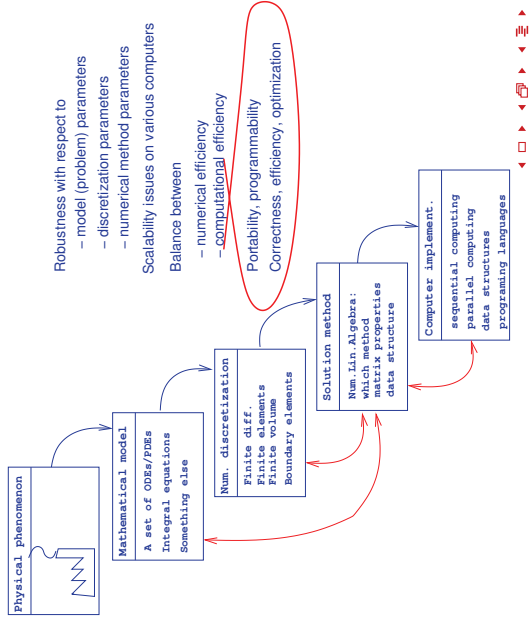 Physical phenomenon
Mathematical model
A set of ODEs/PDEs
Integral equations
Something else
Num. discretization
Finite diff.
Finite elements
Finite volume
Boundary elements
Solution method
Num.Lin.Algebra:
which method
matrix properties
data structure
Computer implement.
sequential computing
parallel computing
data structures
programing languages
Robustness with respect to
– model (problem) parameters
– discretization parameters
– numerical method parameters
Scalability issues on various computers
Balance between
– numerical efficiency
– computational efficiency
Portability, programmability
Correctness, efficiency, optimization